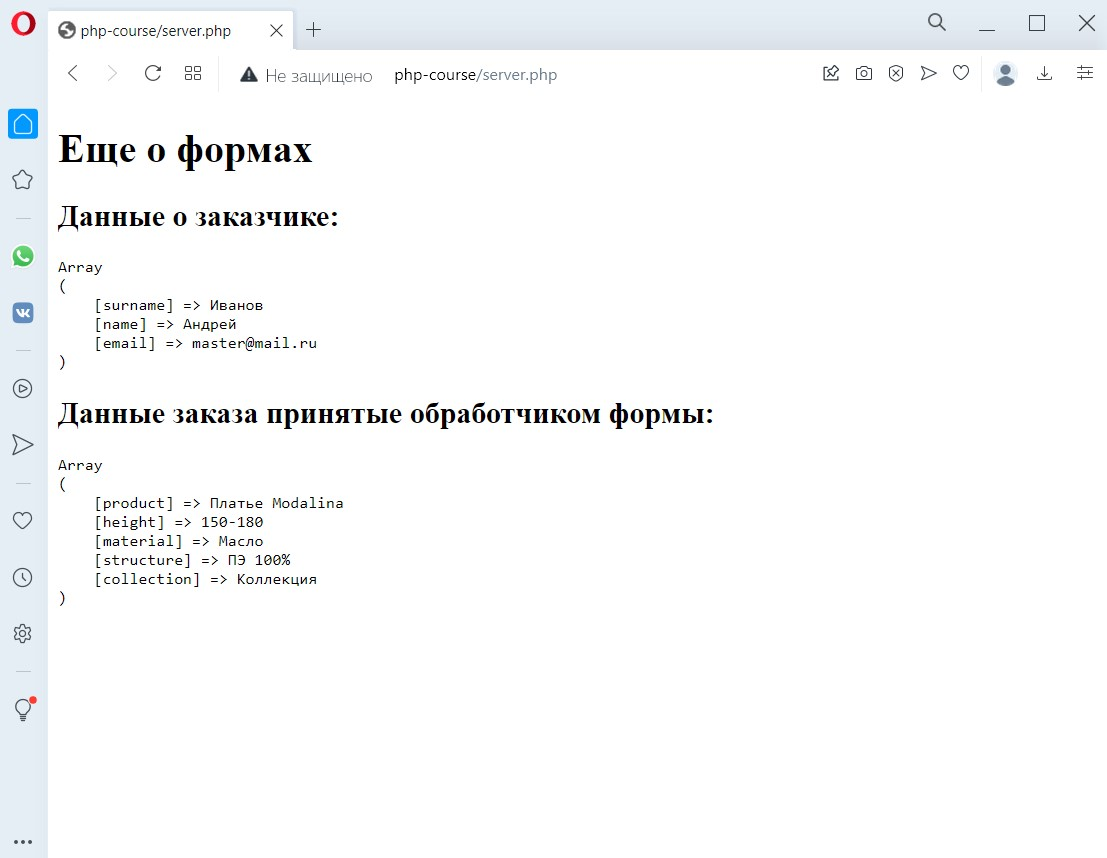 php-course/server.php
Не защищено php-course/server.php
Еще о формах
Данные о заказчике:
Array
(
    [surname] => Иванов
    [name] => Андрей
    [email] => master@mail.ru
)
Данные заказа принятые обработчиком формы:
Array
(
    [product] => Платье Modalina
    [height] => 150-180
    [material] => Масло
    [structure] => ПЭ 100%
    [collection] => Коллекция
)